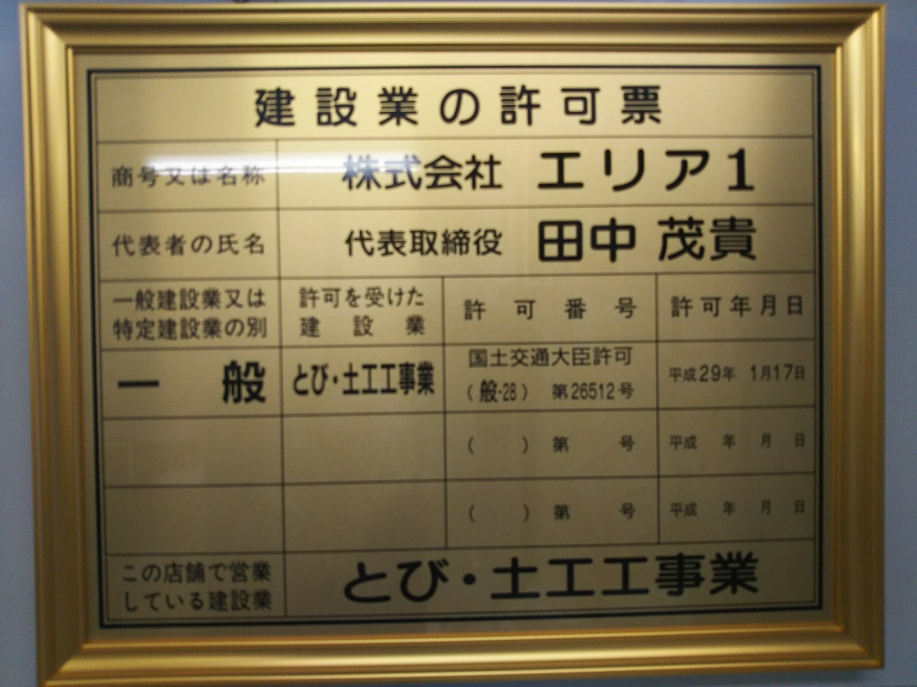 建設業の許可票
商号又は名称 株式会社 エリア1
代表者の氏名 代表取締役 田中 茂貴
一般建設業又は
特定建設業の別
許可を受けた
建設業
許可番号
許可年月日
一般
とび・土工工事業
国土交通大臣許可
(般-28) 第26512号
平成29年 1月17日
( ) 第 号 平成 年 月 日
( ) 第 号 平成 年 月 日
この店舗で営業
している建設業
とび・土工工事業